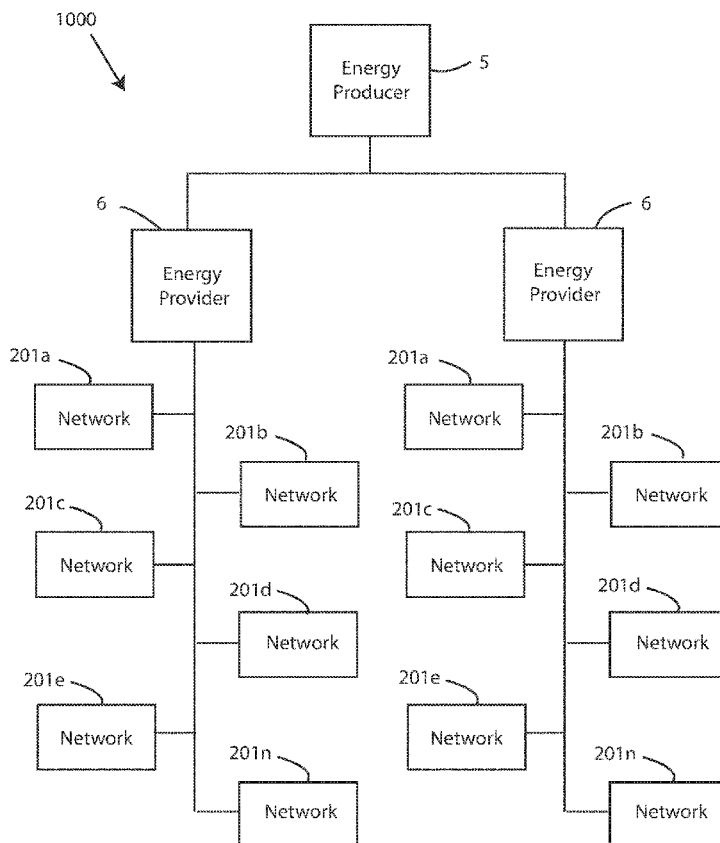 1000
Energy
Producer
5
6
Energy
Provider
6
Energy
Provider
201a
Network
201b
Network
201c
Network
201d
Network
201e
Network
201n
Network
201a
Network
201b
Network
201c
Network
201d
Network
201e
Network
201n
Network